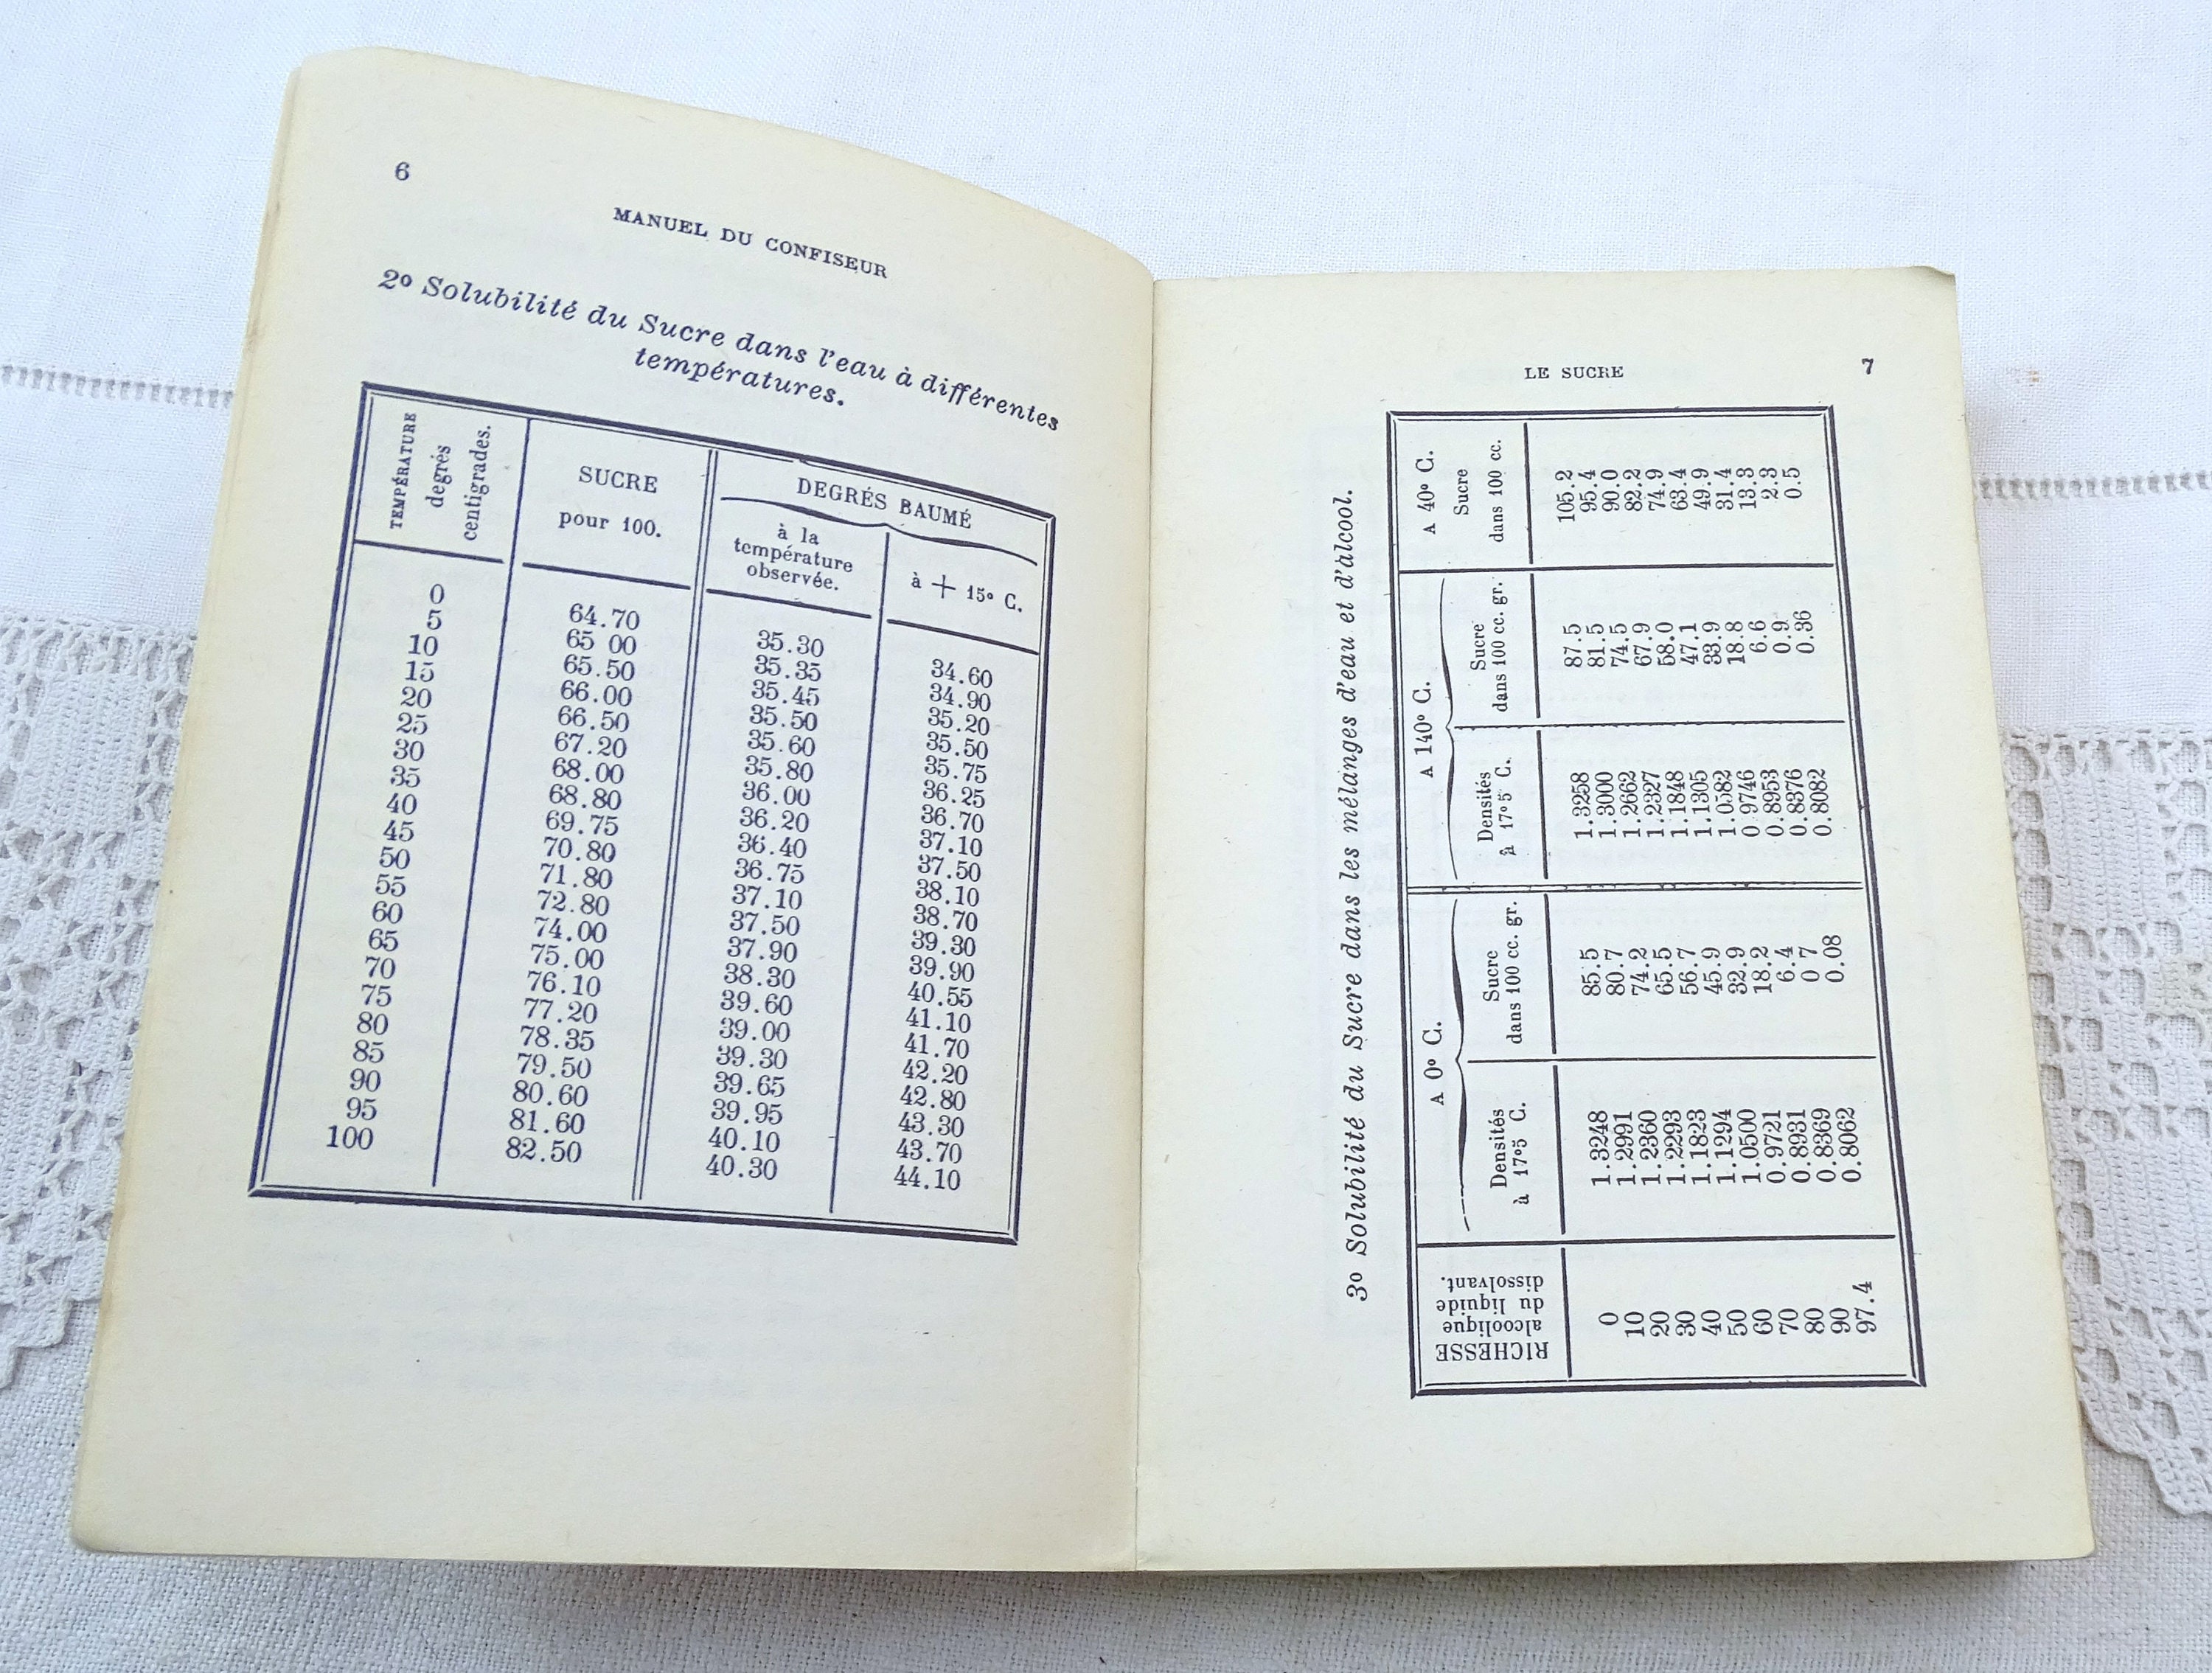 6
MANUEL DU CONFISEUR
2º Solubilité du Sucre dans l'eau à différentes
températures.
TEMPÉRATURE degrés centigrades. SUCRE pour 100. DEGRÉS BAUMÉ
à la température observée. à + 15º C.
0 64.70 35.30 34.60
5 65 00 35.35 34.90
10 65.50 35.45 35.20
15 66.00 35.50 35.50
20 66.50 35.60 35.75
25 67.20 35.80 36.25
30 68.00 36.00 36.70
35 68.80 36.20 37.10
40 69.75 36.40 37.50
45 70.80 36.75 38.10
50 71.80 37.10 38.70
55 72.80 37.50 39.30
60 74.00 37.90 39.90
65 75.00 38.30 40.55
70 76.10 39.60 41.10
75 77.20 39.00 41.70
80 78.35 39.30 42.20
85 79.50 39.65 42.80
90 80.60 39.95 43.30
95 81.60 40.10 43.70
100 82.50 40.30 44.10
LE SUCRE
7
3º Solubilité du Sucre dans les mélanges d'eau et d'alcool.
RICHESSE alcoolique du liquide dissolvant. A 0º C. A 140º C. A 40º C.
Densités à 17º5 C. Sucre dans 100 cc. gr. Densités à 17º5 C. Sucre dans 100 cc. gr. Sucre dans 100 cc.
0 1.3248 85.5 1.3258 87.5 105.2
10 1.2991 80.7 1.3000 81.5 95.4
20 1.2360 74.2 1.2662 74.5 90.0
30 1.2293 65.5 1.2327 67.9 82.2
40 1.1823 56.7 1.1848 58.0 74.9
50 1.1294 45.9 1.1305 47.1 63.4
60 1.0500 32.9 1.0582 33.9 49.9
70 0.9721 18.2 0.9746 18.8 31.4
80 0.8931 6.4 0.8953 6.6 13.3
90 0.8369 0 7 0.8376 0.9 2.3
97.4 0.8062 0.08 0.8082 0.36 0.5